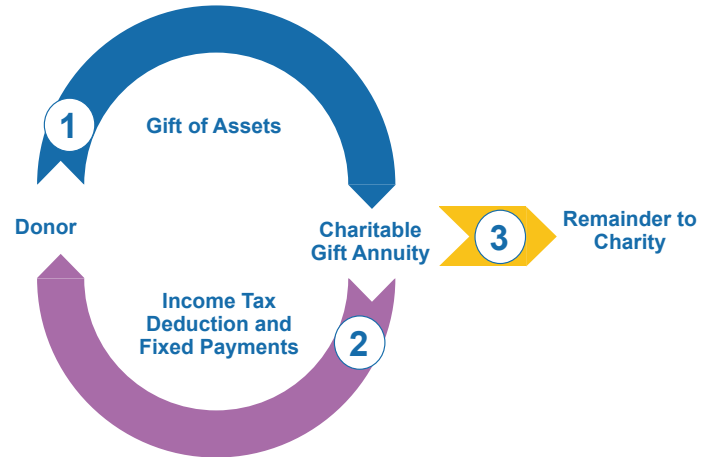 1
Gift of Assets
Donor
Charitable
Gift Annuity
3
Remainder to
Charity
Income Tax
Deduction and
Fixed Payments
2